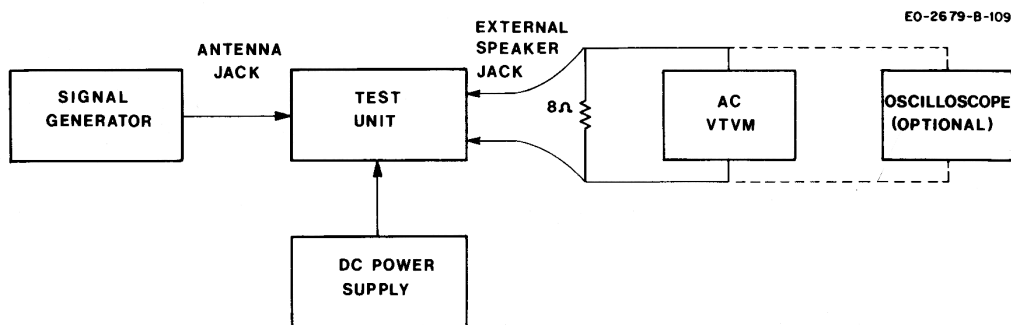 EO-2679-B-109
ANTENNA
JACK
EXTERNAL
SPEAKER
JACK
SIGNAL
GENERATOR
TEST
UNIT
8Ω
AC
VTVM
OSCILLOSCOPE
(OPTIONAL)
DC POWER
SUPPLY